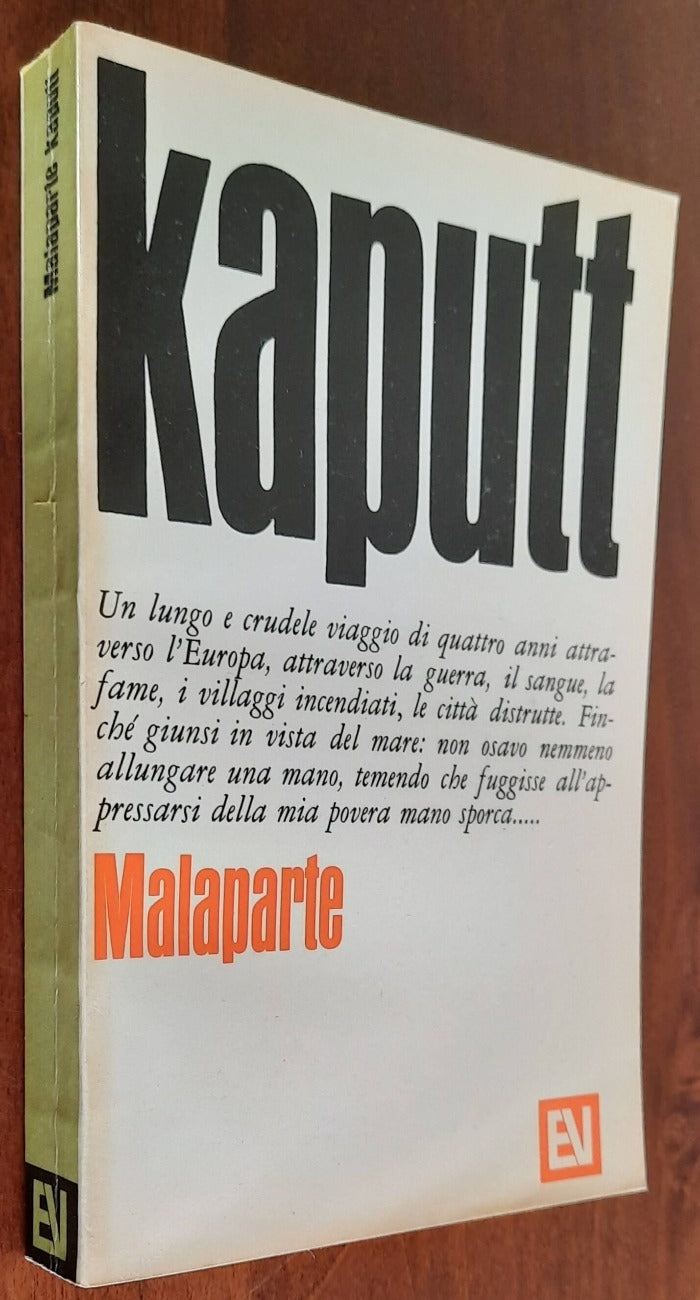 Malaparte kaputt
EV
kaputt
Un lungo e crudele viaggio di quattro anni attra-
verso l'Europa, attraverso la guerra, il sangue, la
fame, i villaggi incendiati, le città distrutte. Fin-
ché giunsi in vista del mare: non osavo nemmeno
allungare una mano, temendo che fuggisse all'ap-
pressarsi della mia povera mano sporca.....
Malaparte
EV